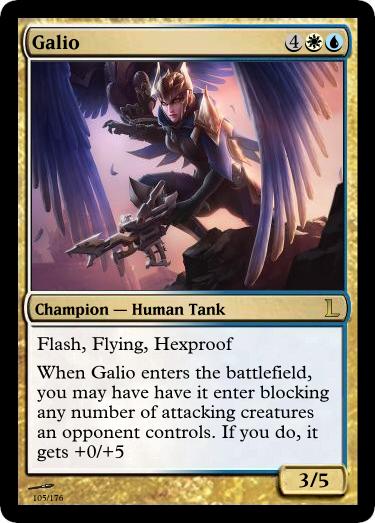 Galio 4
Champion — Human Tank L
Flash, Flying, Hexproof
When Galio enters the battlefield,
you may have have it enter blocking
any number of attacking creatures
an opponent controls. If you do, it
gets +0/+5
3/5
105/176